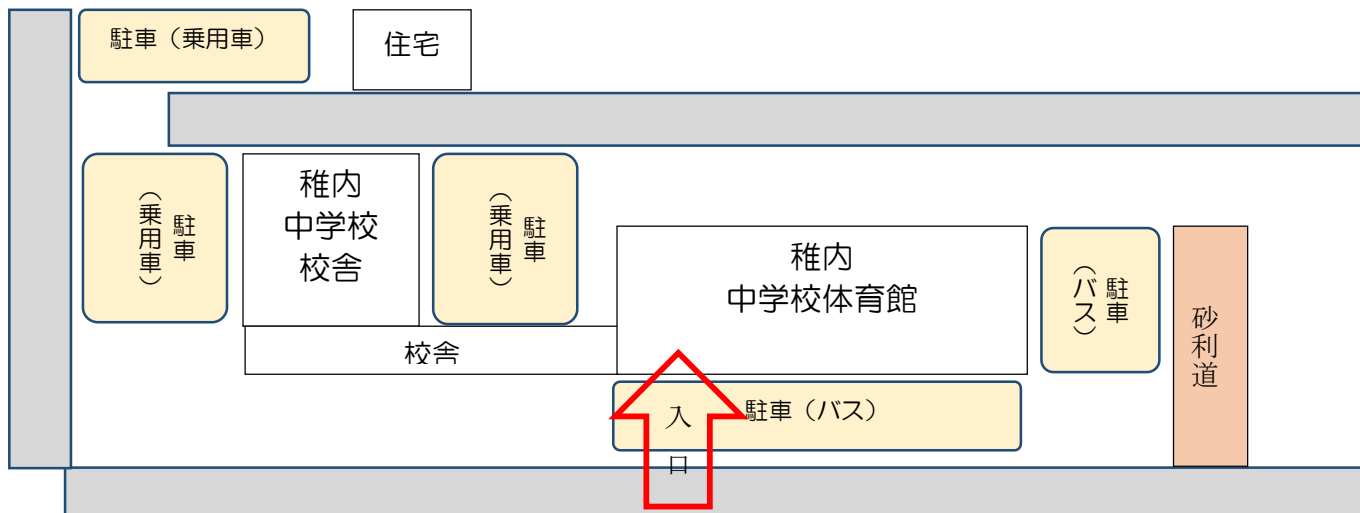 駐車（乗用車）
住宅
駐車
（乗用車）
稚内
中学校
校舎
駐車
（乗用車）
稚内
中学校体育館
駐車
（バス）
砂利道
校舎
入
口
駐車（バス）